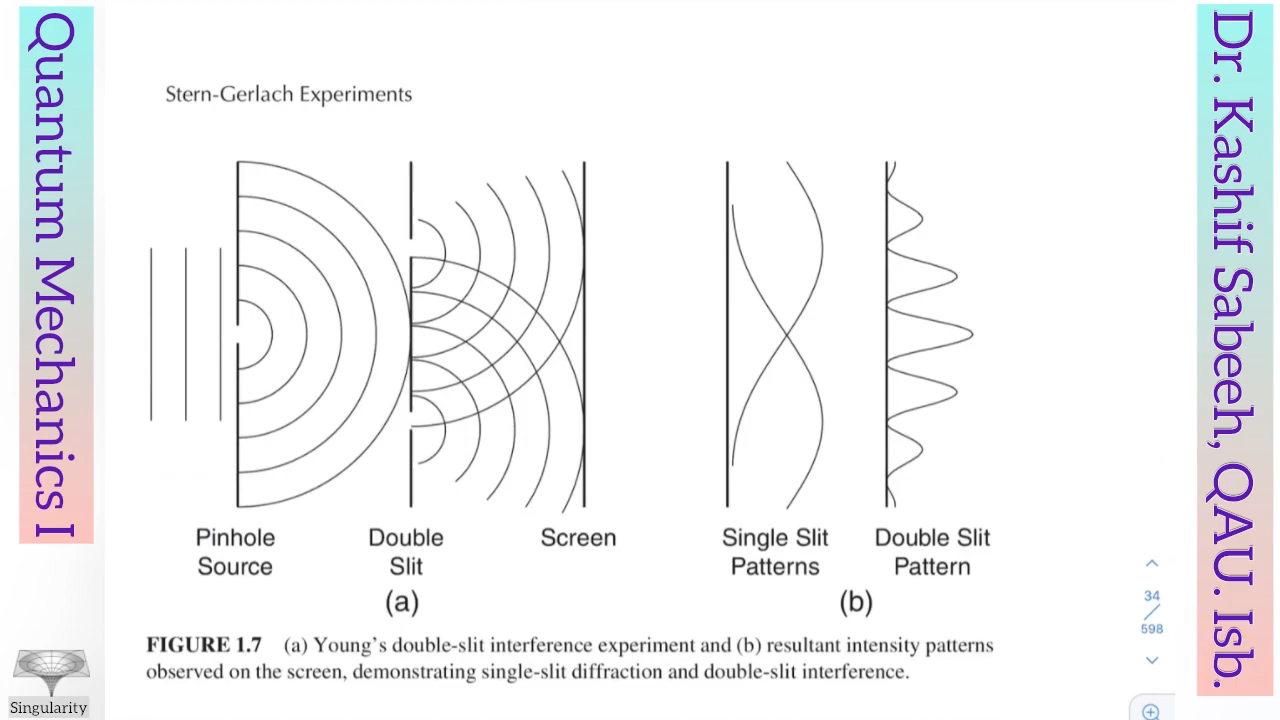 Quantum Mechanics I
Stern-Gerlach Experiments
Pinhole
Source
Double
Slit
Screen
(a)
Single Slit
Patterns
Double Slit
Pattern
(b)
FIGURE 1.7 (a) Young's double-slit interference experiment and (b) resultant intensity patterns
observed on the screen, demonstrating single-slit diffraction and double-slit interference.
34
598
Dr. Kashif Sabeeh, QAU. Isb.
Singularity